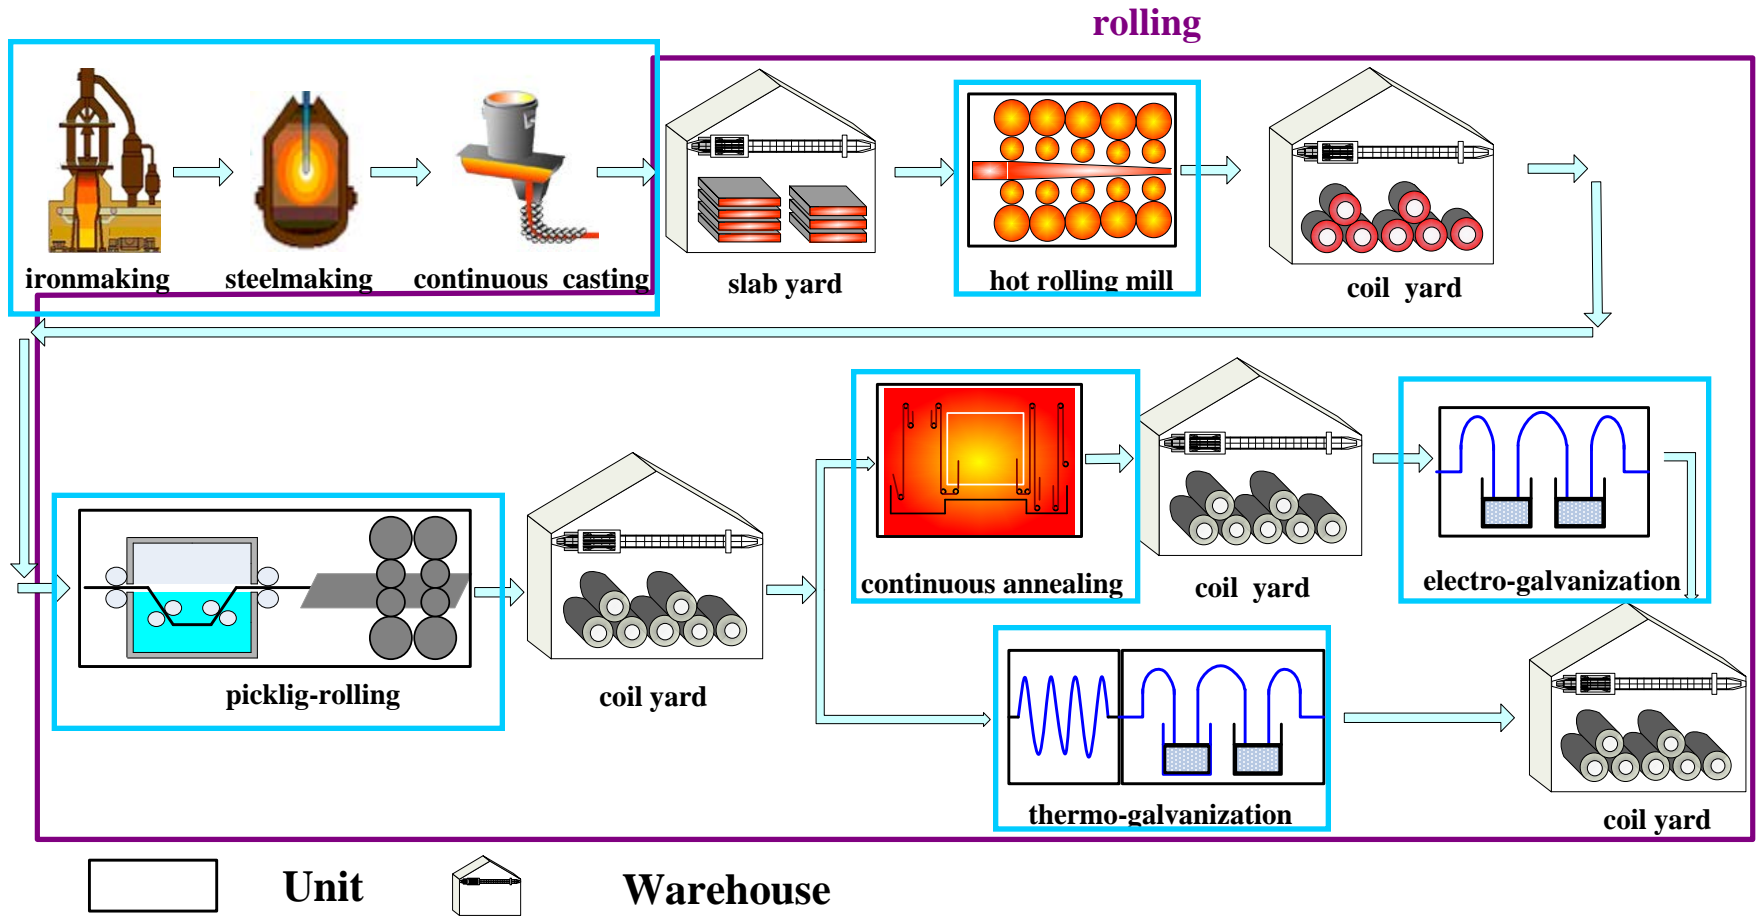 rolling
ironmaking
steelmaking
continuous casting
slab yard
hot rolling mill
coil yard
continuous annealing
coil yard
electro-galvanization
picklig-rolling
coil yard
thermo-galvanization
coil yard
Unit
Warehouse